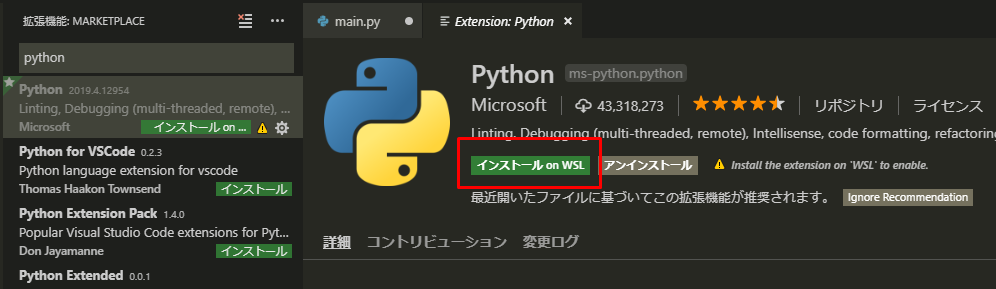 拡張機能: MARKETPLACE
python
Python 2019.4.12954
Linting, Debugging (multi-threaded, remote), ...
Microsoft インストール on ...
Python for VSCode 0.2.3
Python language extension for vscode
Thomas Haakon Townsend インストール
Python Extension Pack 1.4.0
Popular Visual Studio Code extensions for Pyt...
Don Jayamanne インストール
Python Extended 0.0.1
main.py
Extension: Python
Python ms-python.python
Microsoft 43,318,273 リポジトリ ライセンス
Linting, Debugging (multi-threaded, remote), Intellisense, code formatting, refactoring
インストール on WSL アンインストール Install the extension on 'WSL' to enable.
最近開いたファイルに基づいてこの拡張機能が推奨されます。 Ignore Recommendation
詳細 コントリビューション 変更ログ